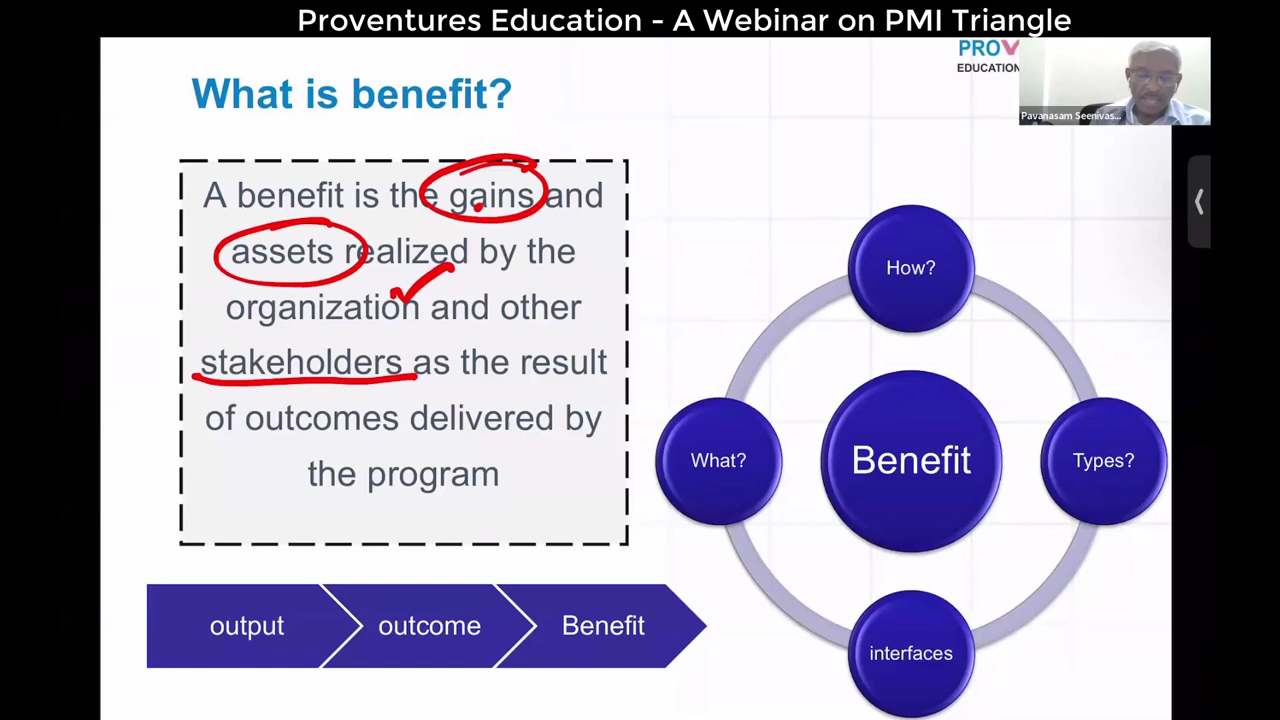 Proventures Education - A Webinar on PMI Triangle
PROV
EDUCATION
Pavanasam Seenivas...
What is benefit?
A benefit is the gains and
assets realized by the
organization and other
stakeholders as the result
of outcomes delivered by
the program
How?
What?
Benefit
Types?
interfaces
output
outcome
Benefit